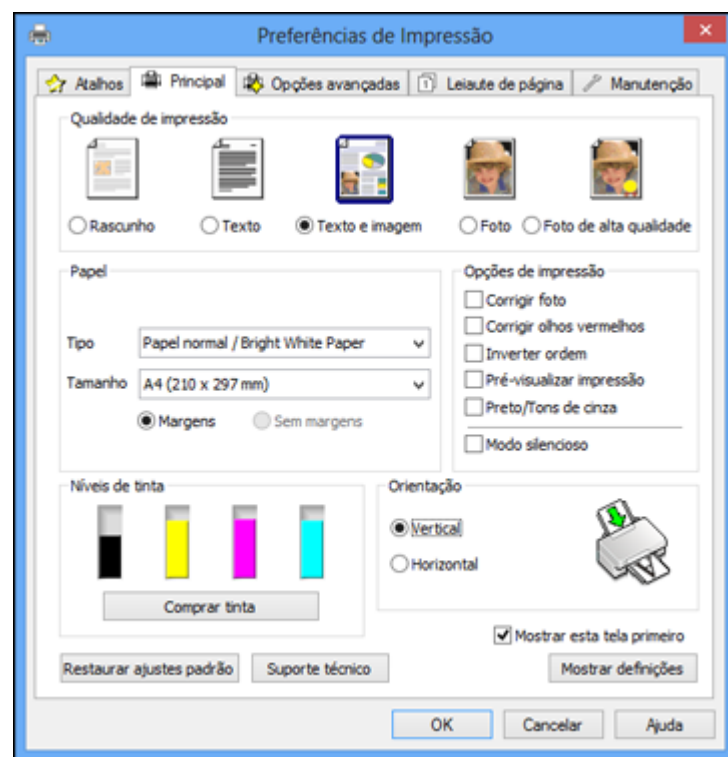 Preferências de Impressão
Atalhos Principal Opções avançadas 1 Leiaute de página Manutenção
Qualidade de impressão
Rascunho Texto Texto e imagem Foto Foto de alta qualidade
Papel
Tipo Papel normal / Bright White Paper
Tamanho A4 (210 x 297 mm)
Margens Sem margens
Opções de impressão
Corrigir foto
Corrigir olhos vermelhos
Inverter ordem
Pré-visualizar impressão
Preto/Tons de cinza
Modo silencioso
Níveis de tinta
Comprar tinta
Orientação
Vertical
Horizontal
Mostrar esta tela primeiro
Restaurar ajustes padrão Suporte técnico Mostrar definições
OK Cancelar Ajuda